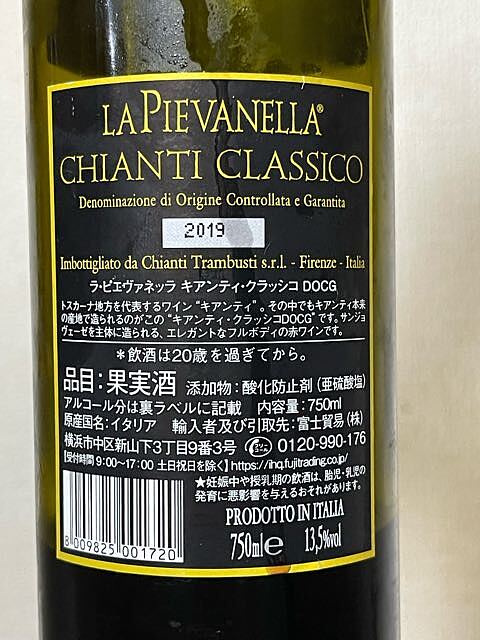 LA PIEVANELLA®
CHIANTI CLASSICO
Denominazione di Origine Controllata e Garantita
2019
Imbottigliato da Chianti Trambusti s.r.l. - Firenze - Italia
ラ・ピエヴァネッラ キアンティ・クラッシコ DOCG
トスカーナ地方を代表するワイン“キアンティ”。その中でもキアンティ本来
の産地で造られるのがこの“キアンティ・クラッシコDOCG”です。サンジョ
ヴェーゼを主体に造られる、エレガントなフルボディの赤ワインです。
*飲酒は20歳を過ぎてから。
品目:果実酒 添加物:酸化防止剤(亜硫酸塩)
アルコール分は裏ラベルに記載 内容量:750ml
原産国名:イタリア 輸入者及び引取先:富士貿易(株)
横浜市中区新山下3丁目9番3号 0120-990-176
【受付時間 9:00~17:00 土日祝日を除く】https://ihq.fujitrading.co.jp/
★妊娠中や授乳期の飲酒は、胎児・乳児の
発育に悪影響を与えるおそれがあります。
PRODOTTO IN ITALIA
750ml e 13,5%vol
8 009825 001720